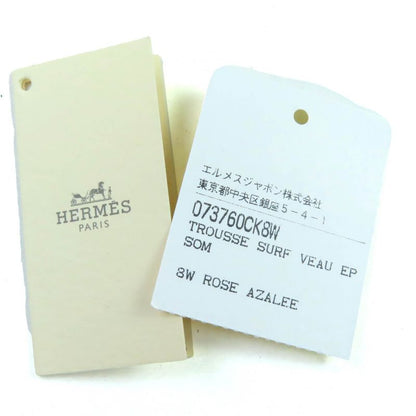 HERMÈS
PARIS
エルメスジャポン株式会社
東京都中央区銀座5-4-1
073760CK8W
TROUSSE SURF VEAU EP
SOM
8W ROSE AZALEE